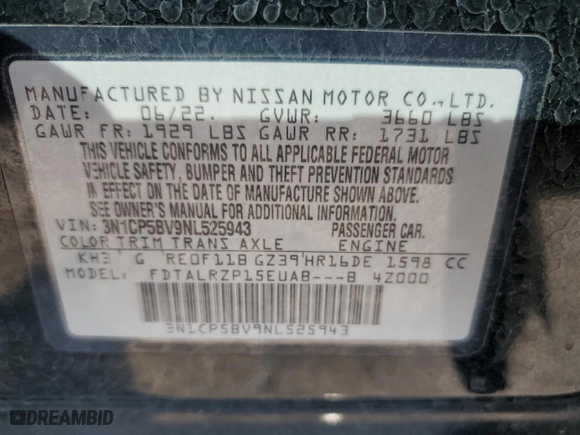 MANUFACTURED BY NISSAN MOTOR CO.,LTD.
DATE: 06/22. GVWR: 3660 LBS
GAWR FR: 1929 LBS GAWR RR: 1731 LBS
THIS VEHICLE CONFORMS TO ALL APPLICABLE FEDERAL MOTOR
VEHICLE SAFETY, BUMPER AND THEFT PREVENTION STANDARDS
IN EFFECT ON THE DATE OF MANUFACTURE SHOWN ABOVE.
SEE OWNER'S MANUAL FOR ADDITIONAL INFORMATION.
VIN: 3N1CP5BV9NL525943 PASSENGER CAR.
COLOR TRIM TRANS AXLE ENGINE
KH3 G RE0F11B GZ39 HR16DE 1598 CC
MODEL: FDTALRZP15EUAB---B 4Z000
3N1CP5BV9NL525943
DREAMBID